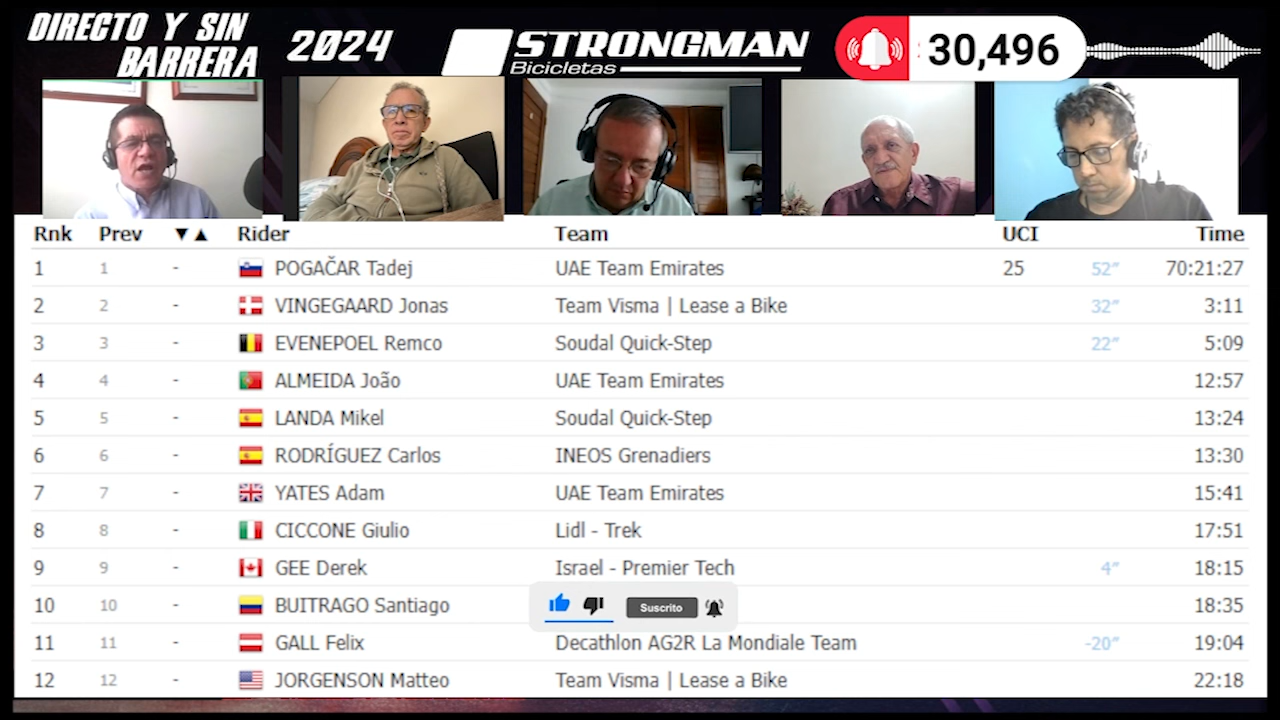 DIRECTO Y SIN
BARRERA
2024
STRONGMAN
Bicicletas
30,496
Rnk Prev ▼▲ Rider Team UCI Time
1 1 - POGAČAR Tadej UAE Team Emirates 25 52″ 70:21:27
2 2 - VINGEGAARD Jonas Team Visma | Lease a Bike 32″ 3:11
3 3 - EVENEPOEL Remco Soudal Quick-Step 22″ 5:09
4 4 - ALMEIDA João UAE Team Emirates 12:57
5 5 - LANDA Mikel Soudal Quick-Step 13:24
6 6 - RODRÍGUEZ Carlos INEOS Grenadiers 13:30
7 7 - YATES Adam UAE Team Emirates 15:41
8 8 - CICCONE Giulio Lidl - Trek 17:51
9 9 - GEE Derek Israel - Premier Tech 4″ 18:15
10 10 - BUITRAGO Santiago 18:35
Suscrito
11 11 - GALL Felix Decathlon AG2R La Mondiale Team -20″ 19:04
12 12 - JORGENSON Matteo Team Visma | Lease a Bike 22:18